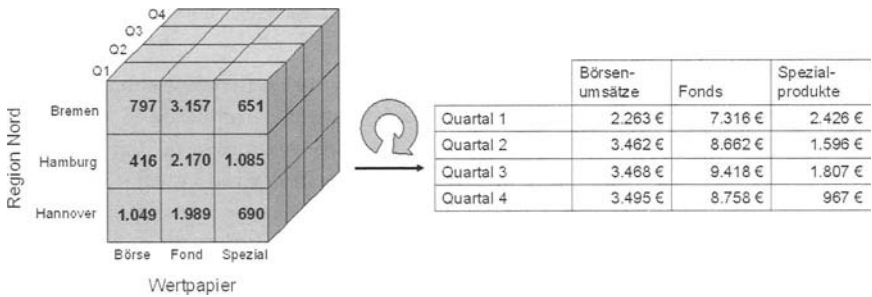 Q4
Q3
Q2
Q1
Region Nord
Bremen 797 3.157 651
Hamburg 416 2.170 1.085
Hannover 1.049 1.989 690
Börse Fond Spezial
Wertpapier
Börsen-
umsätze Fonds Spezial-
produkte
Quartal 1 2.263 € 7.316 € 2.426 €
Quartal 2 3.462 € 8.662 € 1.596 €
Quartal 3 3.468 € 9.418 € 1.807 €
Quartal 4 3.495 € 8.758 € 967 €